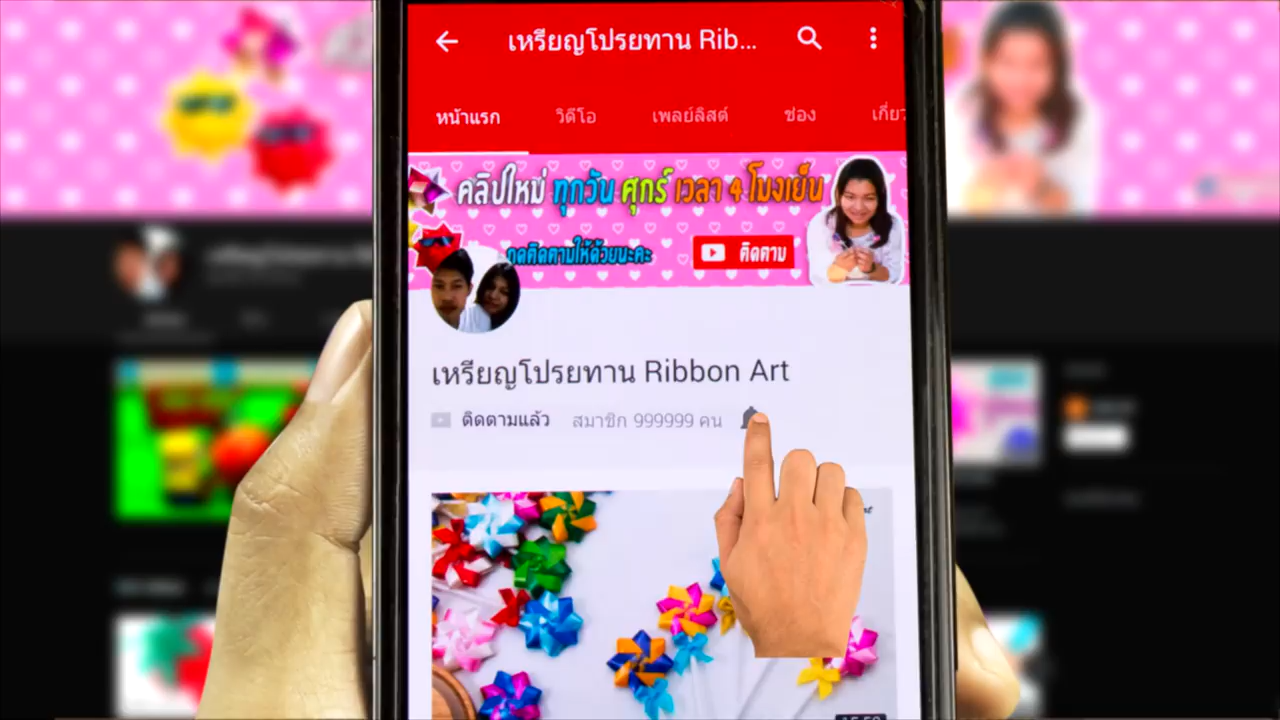 เหรียญโปรยทาน Rib...
หน้าแรก วิดีโอ เพลย์ลิสต์ ช่อง เกี่ยว
คลิปใหม่ ทุกวัน ศุกร์ เวลา 4 โมงเย็น
กดติดตามให้ด้วยนะคะ ติดตาม
เหรียญโปรยทาน Ribbon Art
ติดตามแล้ว สมาชิก 999999 คน